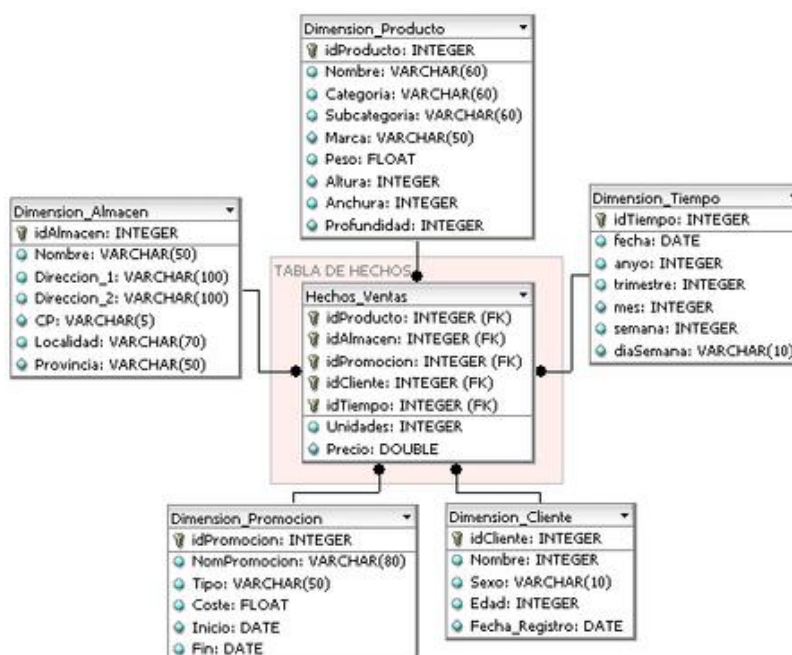 Dimension_Producto
idProducto: INTEGER
Nombre: VARCHAR(60)
Categoria: VARCHAR(60)
Subcategoria: VARCHAR(60)
Marca: VARCHAR(50)
Peso: FLOAT
Altura: INTEGER
Anchura: INTEGER
Profundidad: INTEGER
Dimension_Almacen
idAlmacen: INTEGER
Nombre: VARCHAR(50)
Direccion_1: VARCHAR(100)
Direccion_2: VARCHAR(100)
CP: VARCHAR(5)
Localidad: VARCHAR(70)
Provincia: VARCHAR(50)
Dimension_Tiempo
idTiempo: INTEGER
fecha: DATE
anyo: INTEGER
trimestre: INTEGER
mes: INTEGER
semana: INTEGER
diaSemana: VARCHAR(10)
TABLA DE HECHOS
Hechos_Ventas
idProducto: INTEGER (FK)
idAlmacen: INTEGER (FK)
idPromocion: INTEGER (FK)
idCliente: INTEGER (FK)
idTiempo: INTEGER (FK)
Unidades: INTEGER
Precio: DOUBLE
Dimension_Promocion
idPromocion: INTEGER
NomPromocion: VARCHAR(80)
Tipo: VARCHAR(50)
Coste: FLOAT
Inicio: DATE
Fin: DATE
Dimension_Cliente
idCliente: INTEGER
Nombre: INTEGER
Sexo: VARCHAR(10)
Edad: INTEGER
Fecha_Registro: DATE